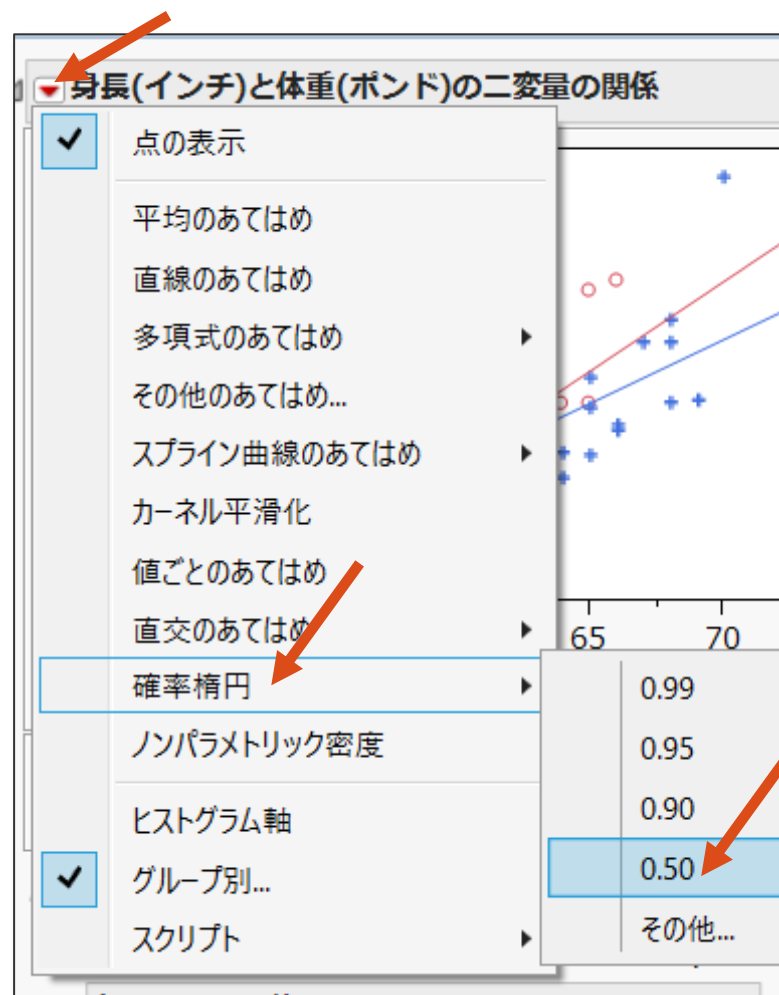 身長(インチ)と体重(ポンド)の二変量の関係
点の表示
平均のあてはめ
直線のあてはめ
多項式のあてはめ
その他のあてはめ...
スプライン曲線のあてはめ
カーネル平滑化
値ごとのあてはめ
直交のあてはめ
65 70
確率楕円
0.99
ノンパラメトリック密度
0.95
ヒストグラム軸
0.90
グループ別...
0.50
スクリプト
その他...